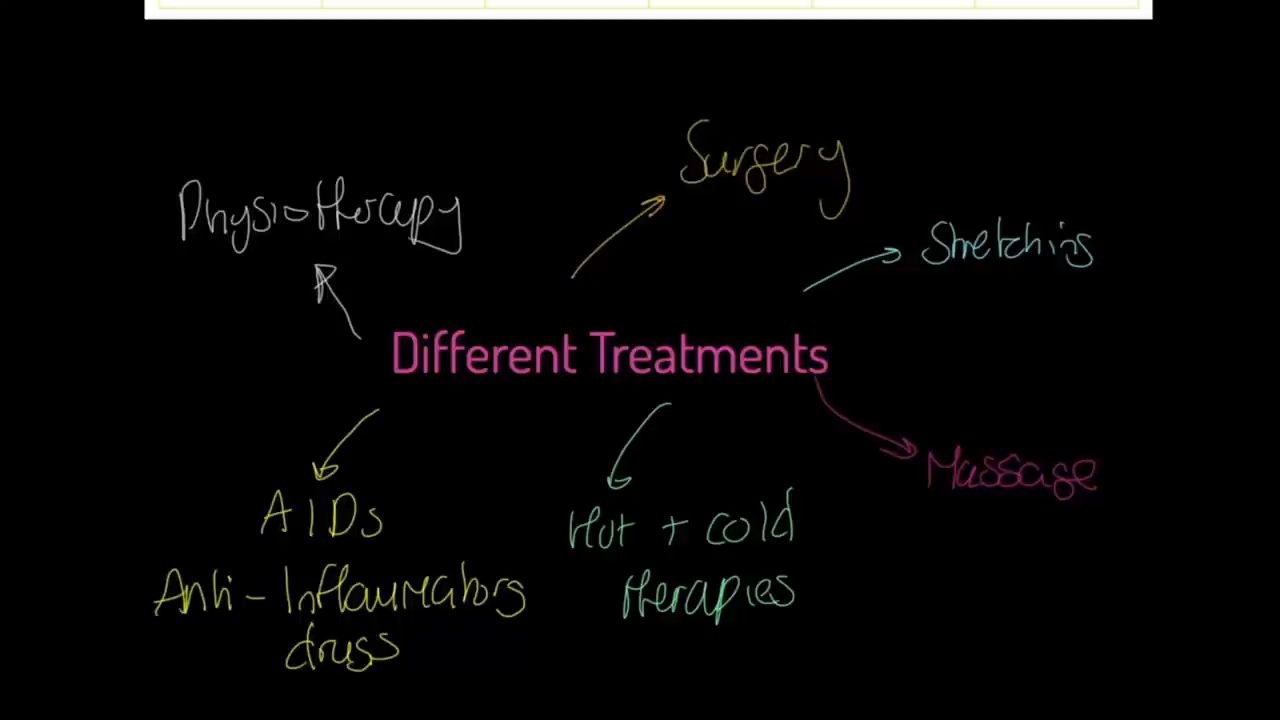 Surgery
Physiotherapy
Stretching
Different Treatments
Massage
AIDs
Anti-Inflammatory
drugs
Hot + cold
therapies